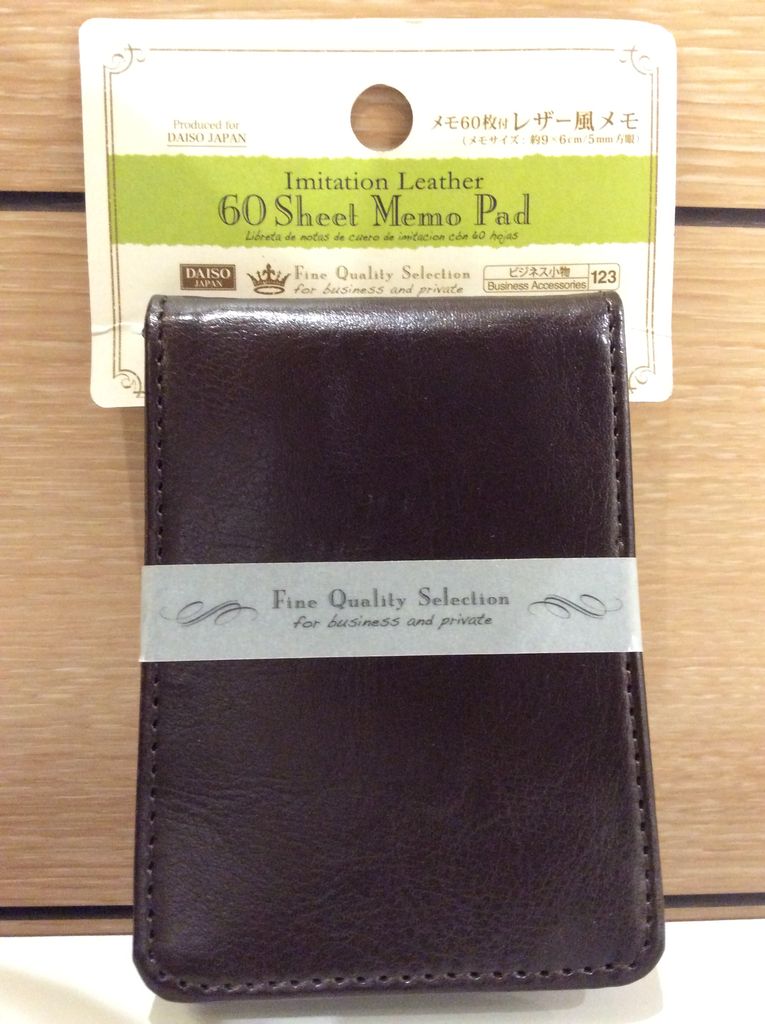 Produced for
DAISO JAPAN
メモ60枚付レザー風メモ
(メモサイズ:約9×6cm/5mm方眼)
Imitation Leather
60 Sheet Memo Pad
Libreta de notas de cuero de imitacion con 60 hojas
DAISO
JAPAN
Fine Quality Selection
for business and private
ビジネス小物
Business Accessories
123
Fine Quality Selection
for business and private